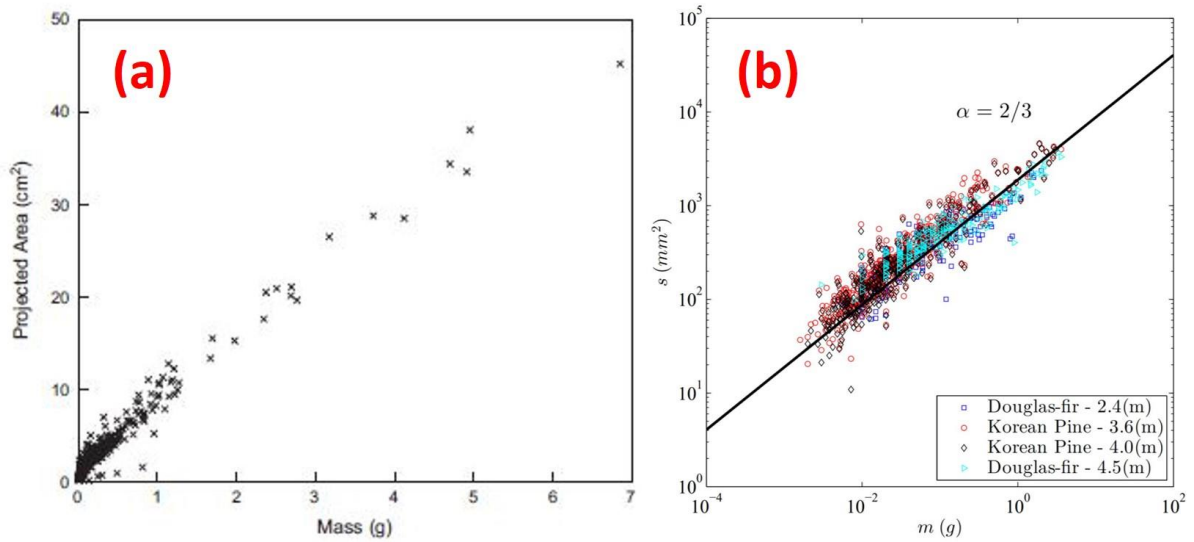 (a)
Projected Area (cm²)
50
40
30
20
10
0
0 1 2 3 4 5 6 7
Mass (g)
(b)
s (mm²)
10⁵
10⁴
10³
10²
10¹
10⁰
α = 2/3
Douglas-fir - 2.4(m)
Korean Pine - 3.6(m)
Korean Pine - 4.0(m)
Douglas-fir - 4.5(m)
10⁻⁴ 10⁻² 10⁰ 10²
m (g)